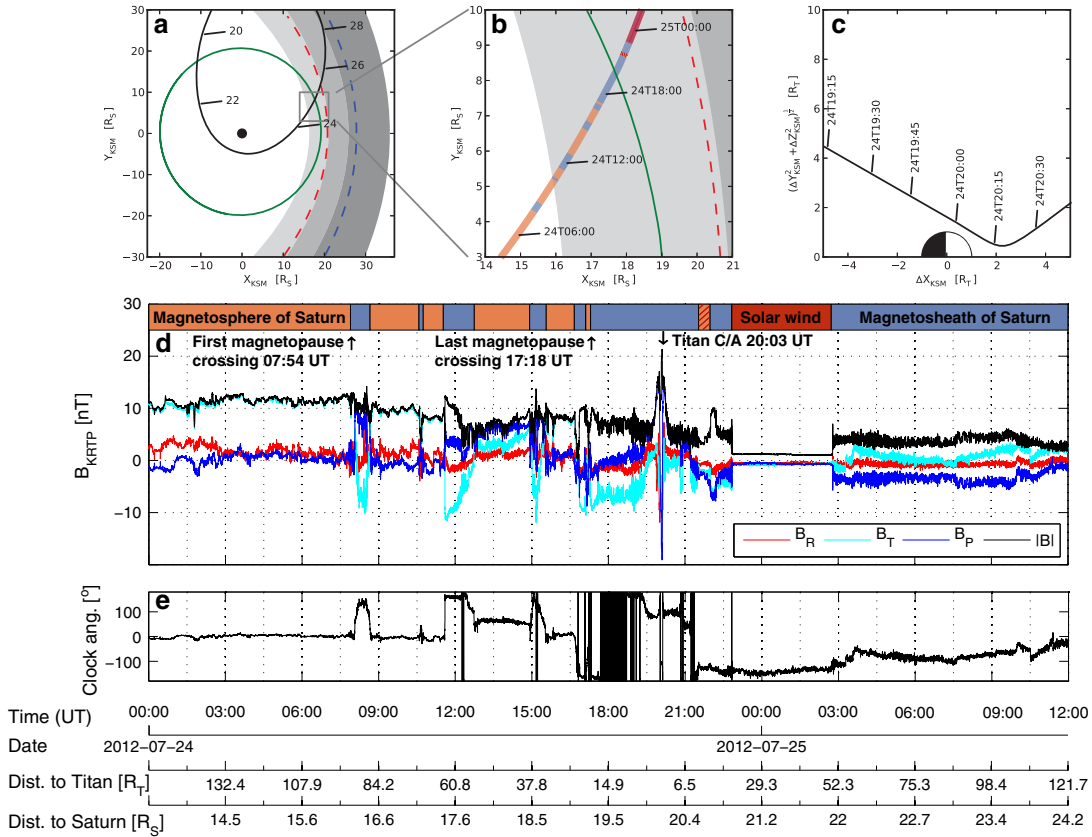 a
20
28
22
26
24
30
20
10
0
−10
−20
−30
−20
−10
0
10
20
30
Y_KSM [R_S]
X_KSM [R_S]
b
25T00:00
24T18:00
24T12:00
24T06:00
10
9
8
7
6
5
4
3
14
15
16
17
18
19
20
21
Y_KSM [R_S]
X_KSM [R_S]
c
24T19:15
24T19:30
24T19:45
24T20:00
24T20:15
24T20:30
10
8
6
4
2
0
−4
−2
0
2
4
(ΔY²_KSM +ΔZ²_KSM)^½ [R_T]
ΔX_KSM [R_T]
Magnetosphere of Saturn
Solar wind
Magnetosheath of Saturn
d
First magnetopause↑
crossing 07:54 UT
Last magnetopause↑
crossing 17:18 UT
↓ Titan C/A 20:03 UT
30
20
10
0
−10
B_KRTP [nT]
B_R B_T B_P |B|
e
100
0
−100
Clock ang. [°]
Time (UT) 00:00 03:00 06:00 09:00 12:00 15:00 18:00 21:00 00:00 03:00 06:00 09:00 12:00
Date 2012−07−24 2012−07−25
Dist. to Titan [R_T] 132.4 107.9 84.2 60.8 37.8 14.9 6.5 29.3 52.3 75.3 98.4 121.7
Dist. to Saturn [R_S] 14.5 15.6 16.6 17.6 18.5 19.5 20.4 21.2 22 22.7 23.4 24.2